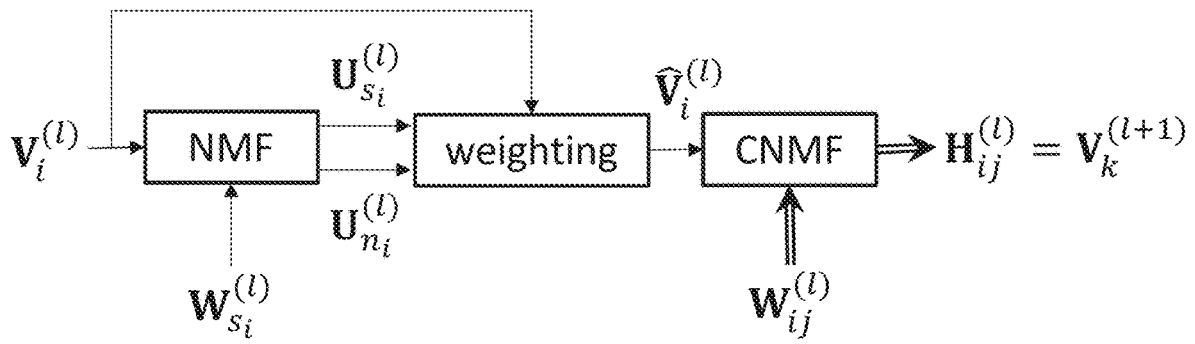 𝐔_{s_i}^{(l)}
𝐕̂_i^{(l)}
𝐕_i^{(l)} NMF weighting CNMF 𝐇_{ij}^{(l)} = 𝐕_k^{(l+1)}
𝐔_{n_i}^{(l)}
𝐖_{s_i}^{(l)} 𝐖_{ij}^{(l)}